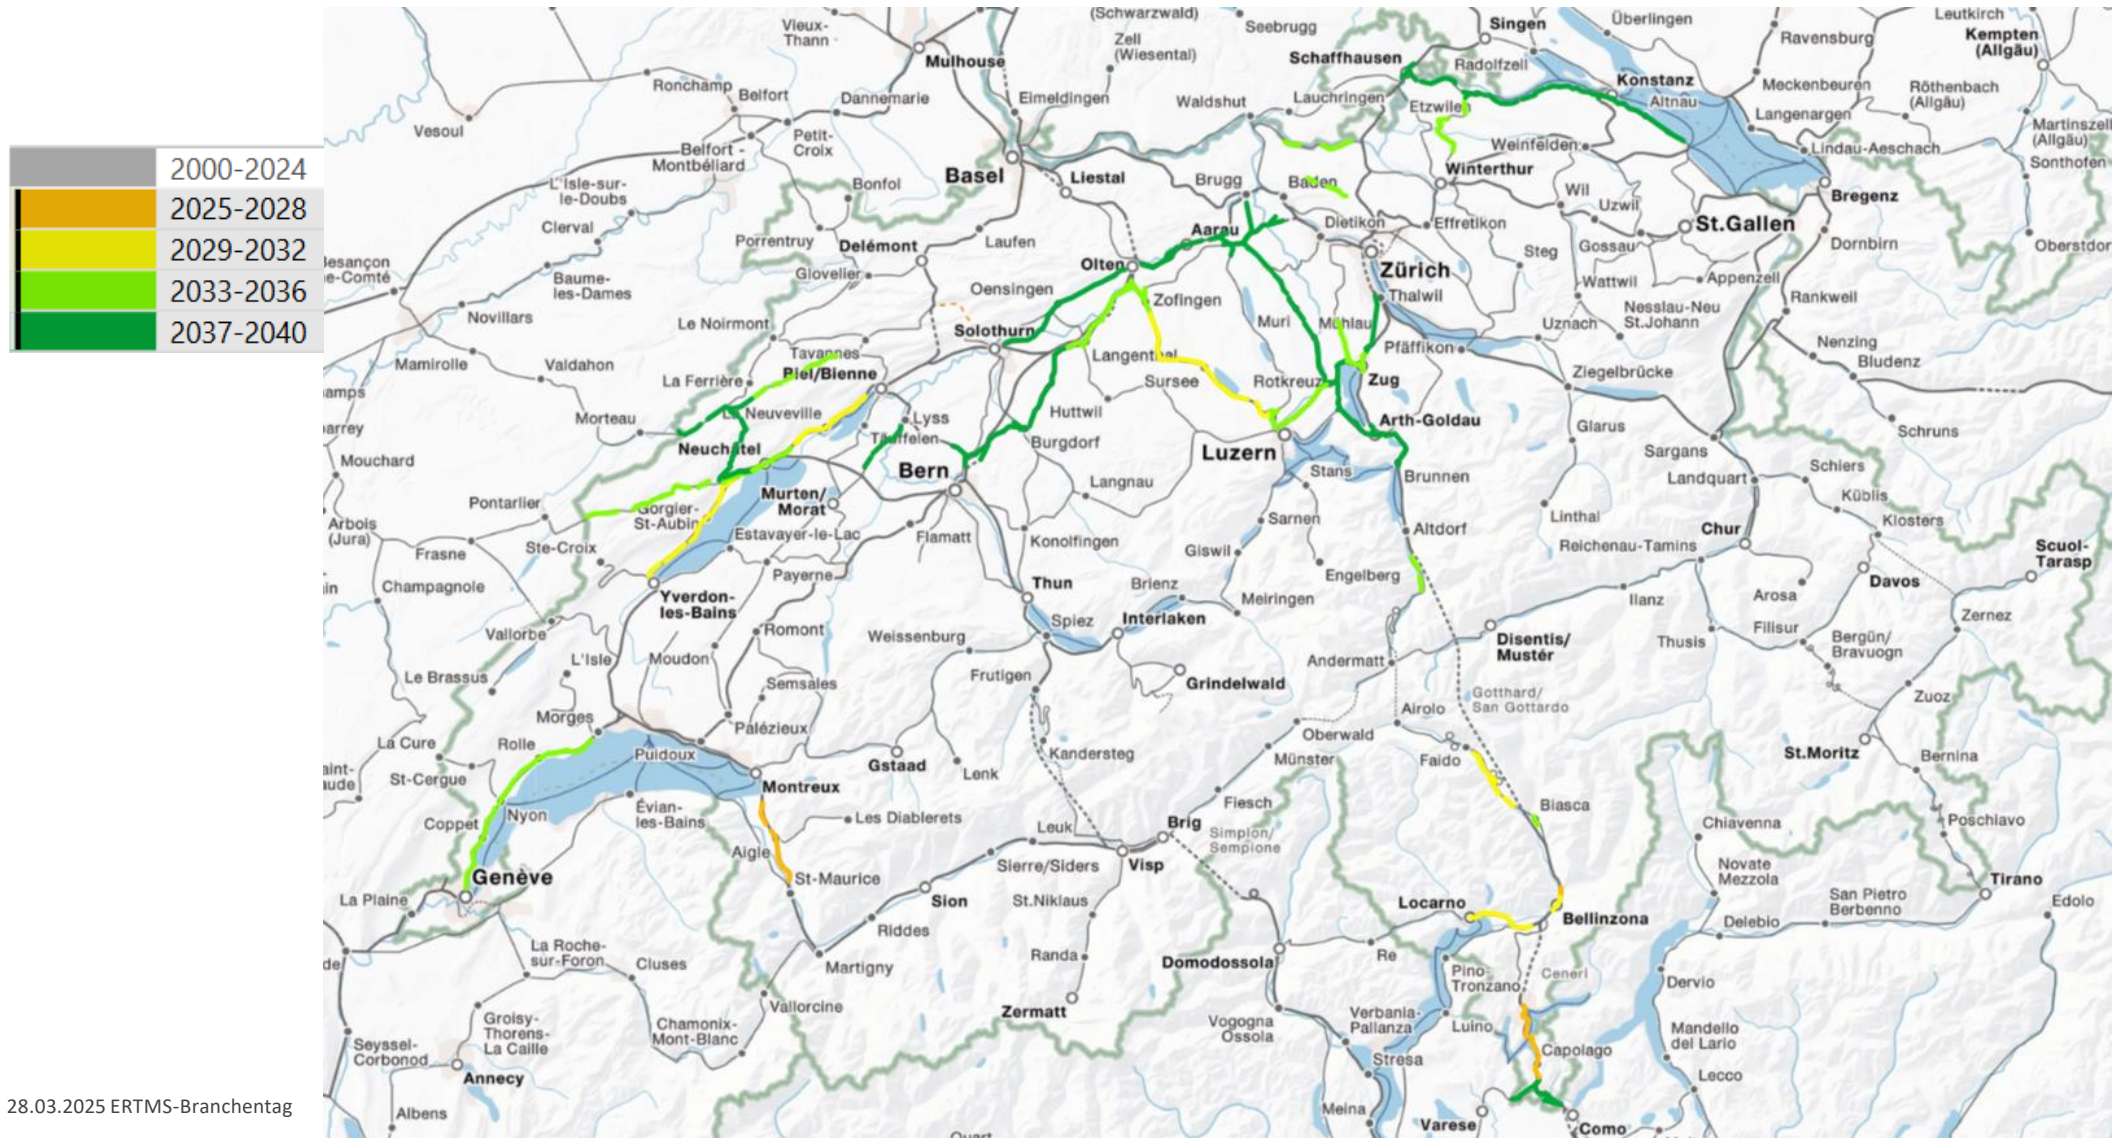 2000-2024
2025-2028
2029-2032
2033-2036
2037-2040
28.03.2025 ERTMS-Branchentag
Vieux-
Thann
Mulhouse
(Schwarzwald)
Seebrugg
Zell
(Wiesental)
Singen
Überlingen
Ravensburg
Leutkirch
Kempten
(Allgäu)
Schaffhausen
Radolfzell
Konstanz
Altnau
Meckenbeuren
Röthenbach
(Allgäu)
Ronchamp
Belfort
Dannemarie
Eimeldingen
Waldshut
Lauchringen
Etzwilen
Langenargen
Martinszell
(Allgäu)
Vesoul
Petit-
Croix
Belfort -
Montbéliard
Weinfelden
Lindau-Aeschach
Sonthofen
Basel
Liestal
Brugg
Baden
Winterthur
Wil
Uzwil
Bregenz
L'Isle-sur-
le-Doubs
Bonfol
Clerval
Porrentruy
Delémont
Laufen
Aarau
Dietikon
Effretikon
Gossau
St.Gallen
Dornbirn
Oberstdor
Besançon
e-Comté
Baume-
les-Dames
Glovelier
Olten
Zürich
Steg
Wattwil
Appenzell
Oensingen
Zofingen
Thalwil
Rankweil
Novillars
Le Noirmont
Solothurn
Muri
Mühlau
Uznach
Nesslau-Neu
St.Johann
Mamirolle
Valdahon
Tavannes
Langenthal
Pfäffikon
Nenzing
Bludenz
La Ferrière
Biel/Bienne
Sursee
Rotkreuz
Zug
Ziegelbrücke
amps
Morteau
La Neuveville
Lyss
Huttwil
Arth-Goldau
Glarus
Schruns
arrey
Täuffelen
Burgdorf
Neuchâtel
Luzern
Sargans
Mouchard
Bern
Stans
Brunnen
Landquart
Schiers
Pontarlier
Murten/
Morat
Langnau
Küblis
Arbois
(Jura)
Gorgier-
St-Aubin
Sarnen
Altdorf
Linthal
Chur
Klosters
Frasne
Ste-Croix
Estavayer-le-Lac
Flamatt
Konolfingen
Giswil
Reichenau-Tamins
Scuol-
Tarasp
in
Champagnole
Payerne
Thun
Brienz
Engelberg
Davos
Yverdon-
les-Bains
Meiringen
Ilanz
Arosa
Vallorbe
Romont
Weissenburg
Spiez
Interlaken
Disentis/
Mustér
Thusis
Filisur
Zernez
Bergün/
Bravuogn
L'Isle
Moudon
Andermatt
Le Brassus
Semsales
Frutigen
Grindelwald
Gotthard/
San Gottardo
Zuoz
Morges
Palézieux
Airolo
La Cure
Rolle
Puidoux
Oberwald
St.Moritz
Bernina
aint-
aude
St-Cergue
Gstaad
Lenk
Kandersteg
Münster
Faido
Montreux
Coppet
Nyon
Évian-
les-Bains
Les Diablerets
Fiesch
Biasca
Chiavenna
Poschiavo
Leuk
Brig
Simplon/
Sempione
Aigle
Genève
St-Maurice
Sierre/Siders
Visp
Novate
Mezzola
Tirano
La Plaine
Sion
St.Niklaus
Locarno
Bellinzona
San Pietro
Berbenno
Edolo
Riddes
Delebio
La Roche-
sur-Foron
de
Cluses
Martigny
Randa
Domodossola
Re
Pino-
Tronzano
Ceneri
Dervio
Vallorcine
Zermatt
Groisy-
Thorens-
La Caille
Chamonix-
Mont-Blanc
Vogogna
Ossola
Verbania-
Pallanza
Luino
Mandello
del Lario
Seyssel-
Corbonod
Stresa
Capolago
Annecy
Lecco
Albens
Meina
Varese
Como